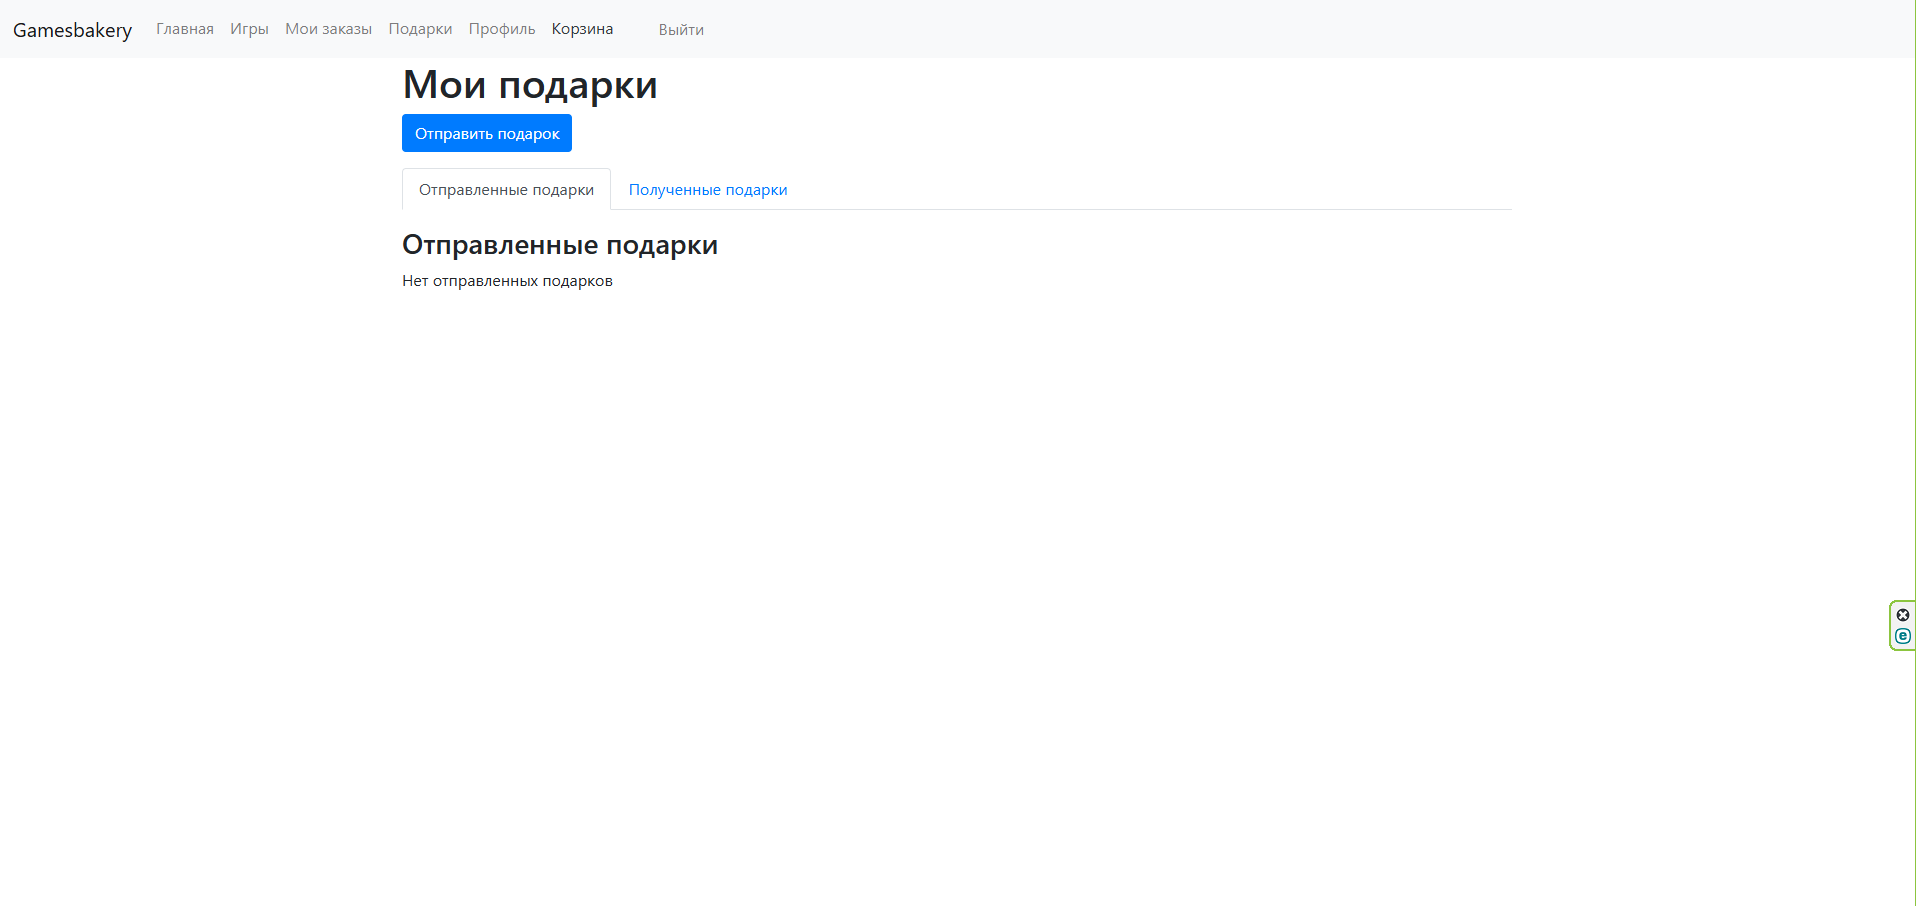 Gamesbakery Главная Игры Мои заказы Подарки Профиль Корзина Выйти
Мои подарки
Отправить подарок
Отправленные подарки Полученные подарки
Отправленные подарки
Нет отправленных подарков
e